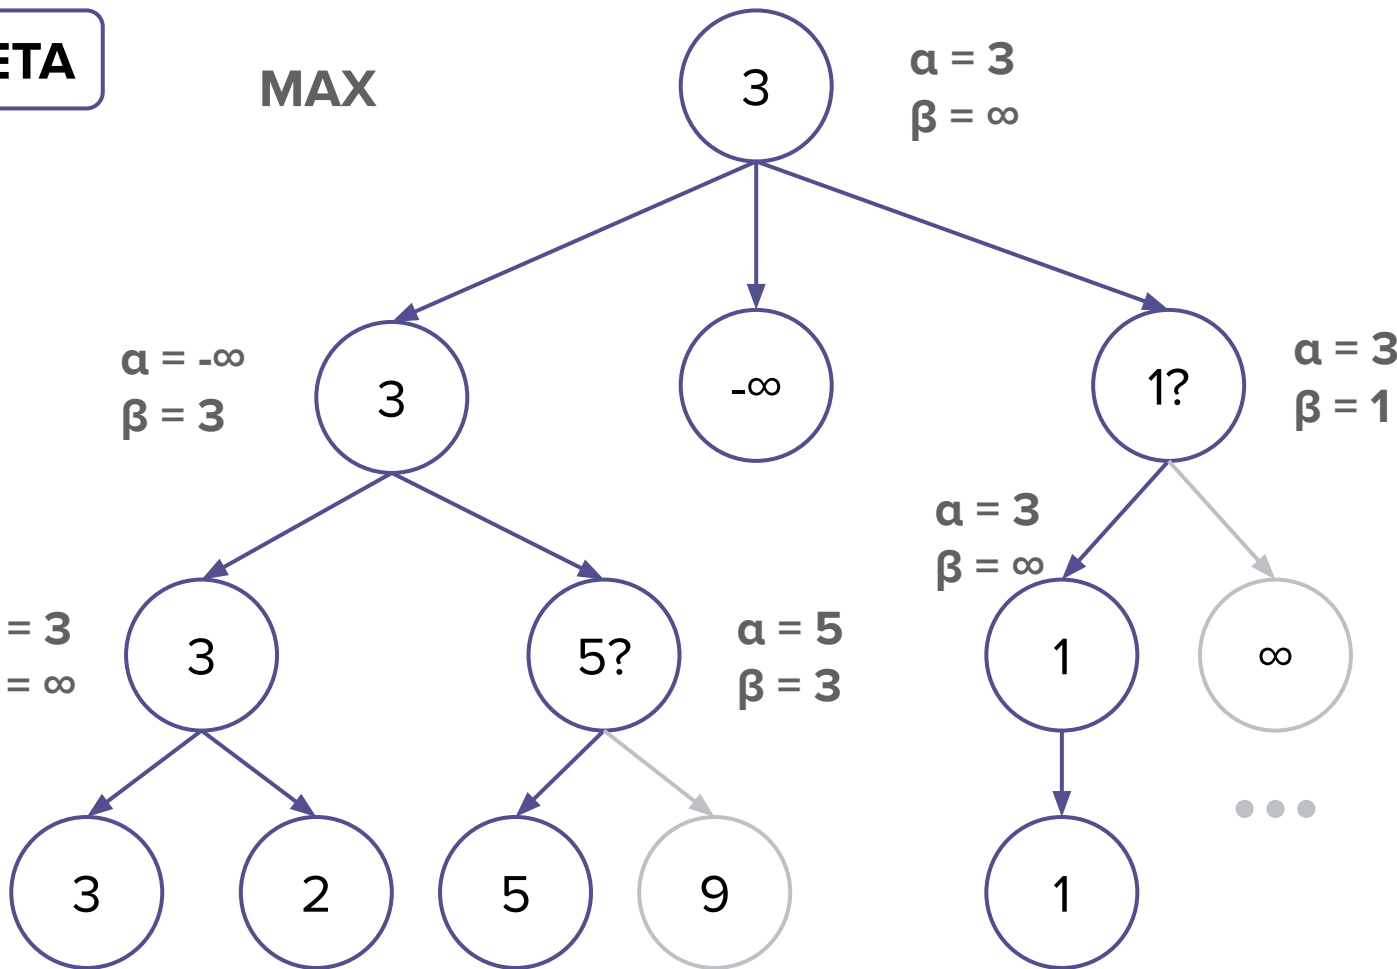 ETA
MAX
3
α = 3
β = ∞
α = -∞
β = 3
3
-∞
1?
α = 3
β = 1
α = 3
β = ∞
= 3
= ∞
3
5?
α = 5
β = 3
1
∞
3
2
5
9
1